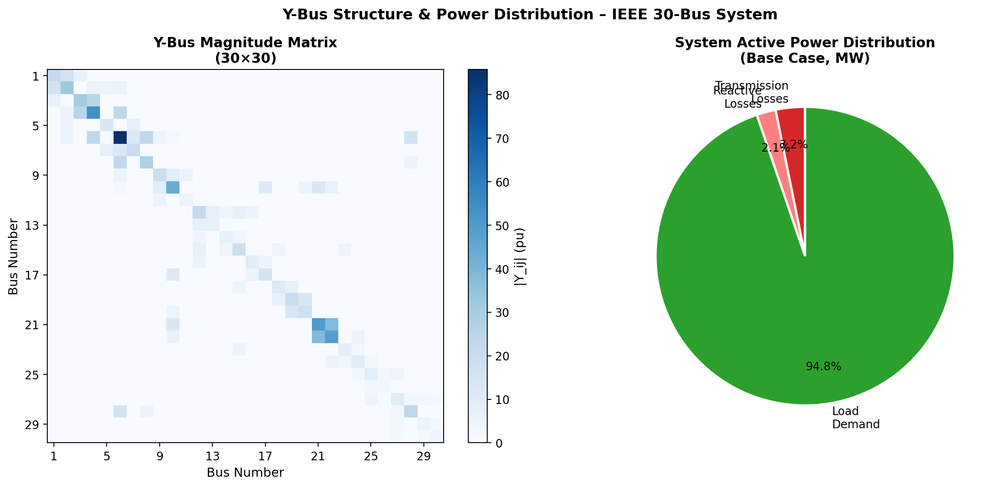 Y-Bus Structure & Power Distribution – IEEE 30-Bus System
Y-Bus Magnitude Matrix
(30×30)
1
5
9
13
17
21
25
29
Bus Number
1
5
9
13
17
21
25
29
Bus Number
80
70
60
50
40
30
20
10
0
|Y_ij| (pu)
System Active Power Distribution
(Base Case, MW)
Transmission
Losses
Reactive
Losses
2.1%
3.2%
94.8%
Load
Demand